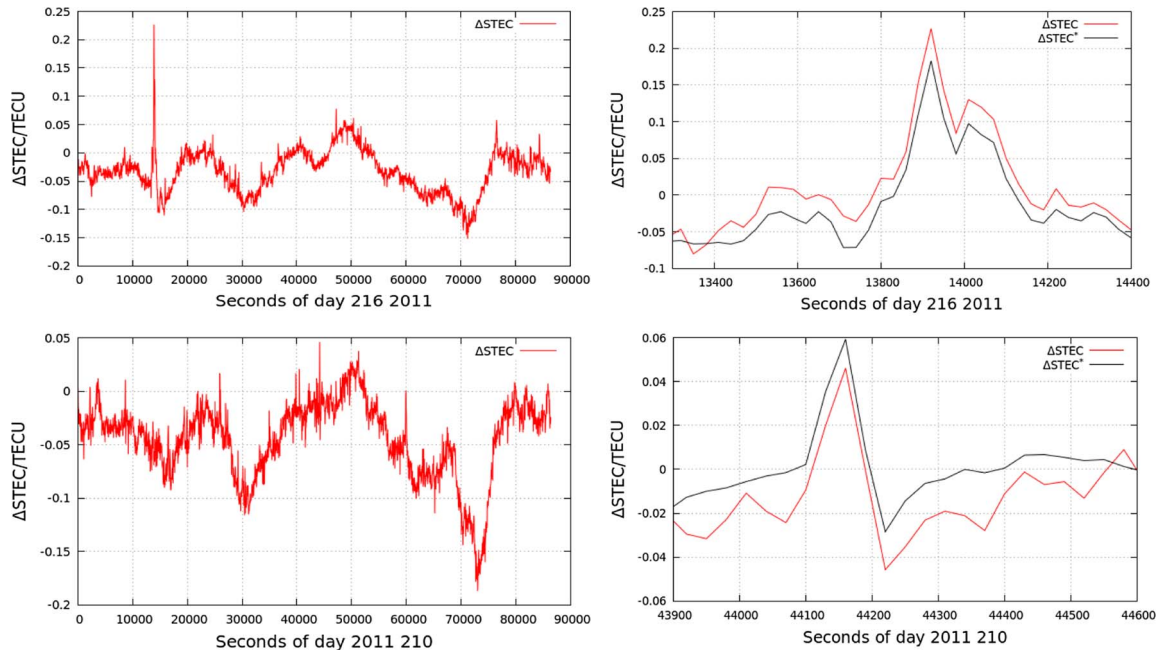 0.25
0.2
0.15
0.1
0.05
0
-0.05
-0.1
-0.15
-0.2
ΔSTEC/TECU
ΔSTEC
0 10000 20000 30000 40000 50000 60000 70000 80000 90000
Seconds of day 216 2011
0.25
0.2
0.15
0.1
0.05
0
-0.05
-0.1
ΔSTEC/TECU
ΔSTEC
ΔSTEC*
13400 13600 13800 14000 14200 14400
Seconds of day 216 2011
0.05
0
-0.05
-0.1
-0.15
-0.2
ΔSTEC/TECU
ΔSTEC
0 10000 20000 30000 40000 50000 60000 70000 80000 90000
Seconds of day 2011 210
0.06
0.04
0.02
0
-0.02
-0.04
-0.06
ΔSTEC/TECU
ΔSTEC
ΔSTEC*
43900 44000 44100 44200 44300 44400 44500 44600
Seconds of day 2011 210